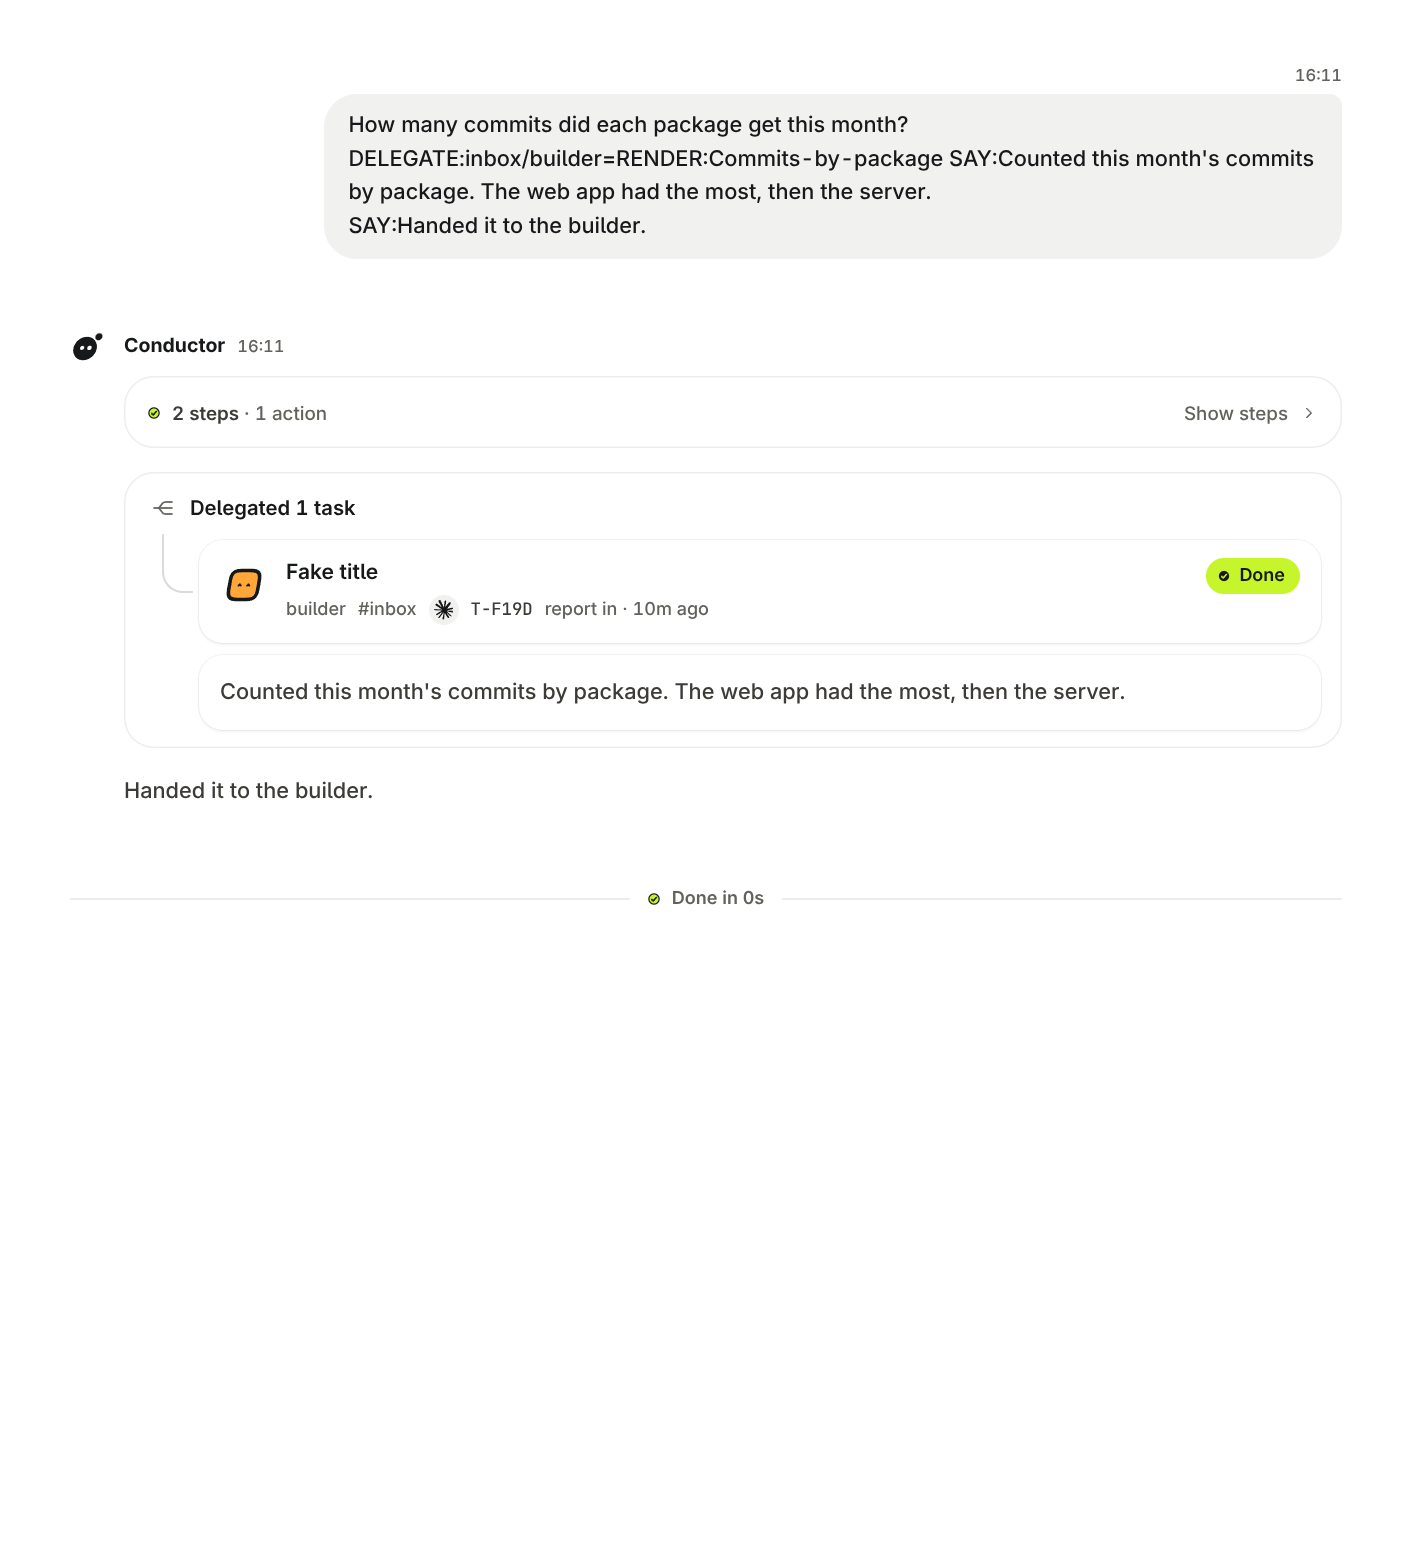 16:11
How many commits did each package get this month?
DELEGATE:inbox/builder=RENDER:Commits-by-package SAY:Counted this month's commits
by package. The web app had the most, then the server.
SAY:Handed it to the builder.
Conductor 16:11
2 steps · 1 action Show steps
Delegated 1 task
Fake title Done
builder #inbox T-F19D report in · 10m ago
Counted this month's commits by package. The web app had the most, then the server.
Handed it to the builder.
Done in 0s